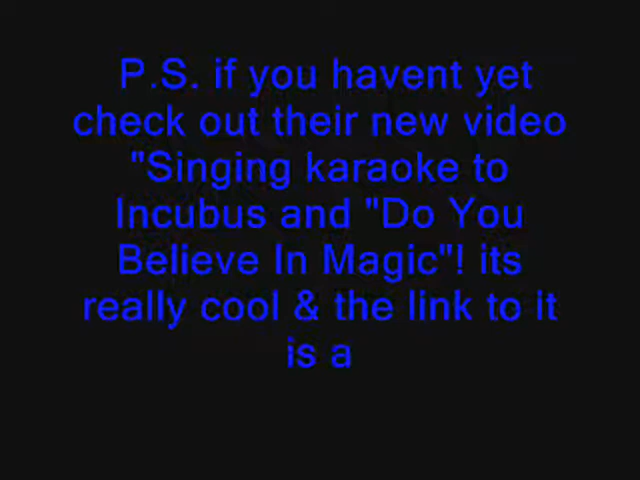 P.S. if you havent yet
check out their new video
"Singing karaoke to
Incubus and "Do You
Believe In Magic"! its
really cool & the link to it
is a